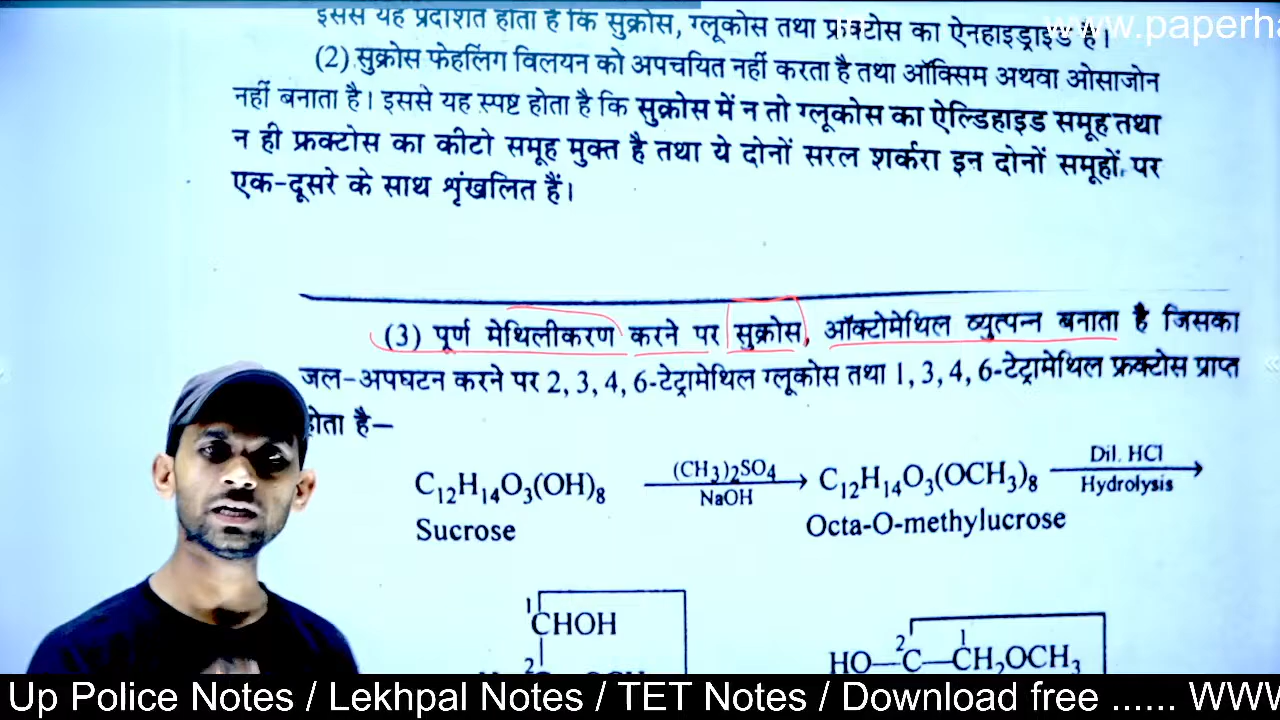 इससे यह प्रदर्शित होता है कि सुक्रोस, ग्लूकोस तथा फ्रक्टोस का ऐनहाइड्राइड है।
www.paperha
(2) सुक्रोस फेहलिंग विलयन को अपचयित नहीं करता है तथा ऑक्सिम अथवा ओसाजोन
नहीं बनाता है। इससे यह स्पष्ट होता है कि सुक्रोस में न तो ग्लूकोस का ऐल्डिहाइड समूह तथा
न ही फ्रक्टोस का कीटो समूह मुक्त है तथा ये दोनों सरल शर्करा इन दोनों समूहों पर
एक-दूसरे के साथ शृंखलित हैं।
(3) पूर्ण मेथिलीकरण करने पर सुक्रोस, ऑक्टोमेथिल व्युत्पन्न बनाता है जिसका
जल-अपघटन करने पर 2, 3, 4, 6-टेट्रामेथिल ग्लूकोस तथा 1, 3, 4, 6-टेट्रामेथिल फ्रक्टोस प्राप्त
होता है—
C₁₂H₁₄O₃(OH)₈ (CH₃)₂SO₄ NaOH C₁₂H₁₄O₃(OCH₃)₈ Dil. HCl Hydrolysis
Sucrose Octa-O-methylucrose
1 CHOH
2
HO—C—CH₂OCH₃ 2 1
Up Police Notes / Lekhpal Notes / TET Notes / Download free ...... WWW